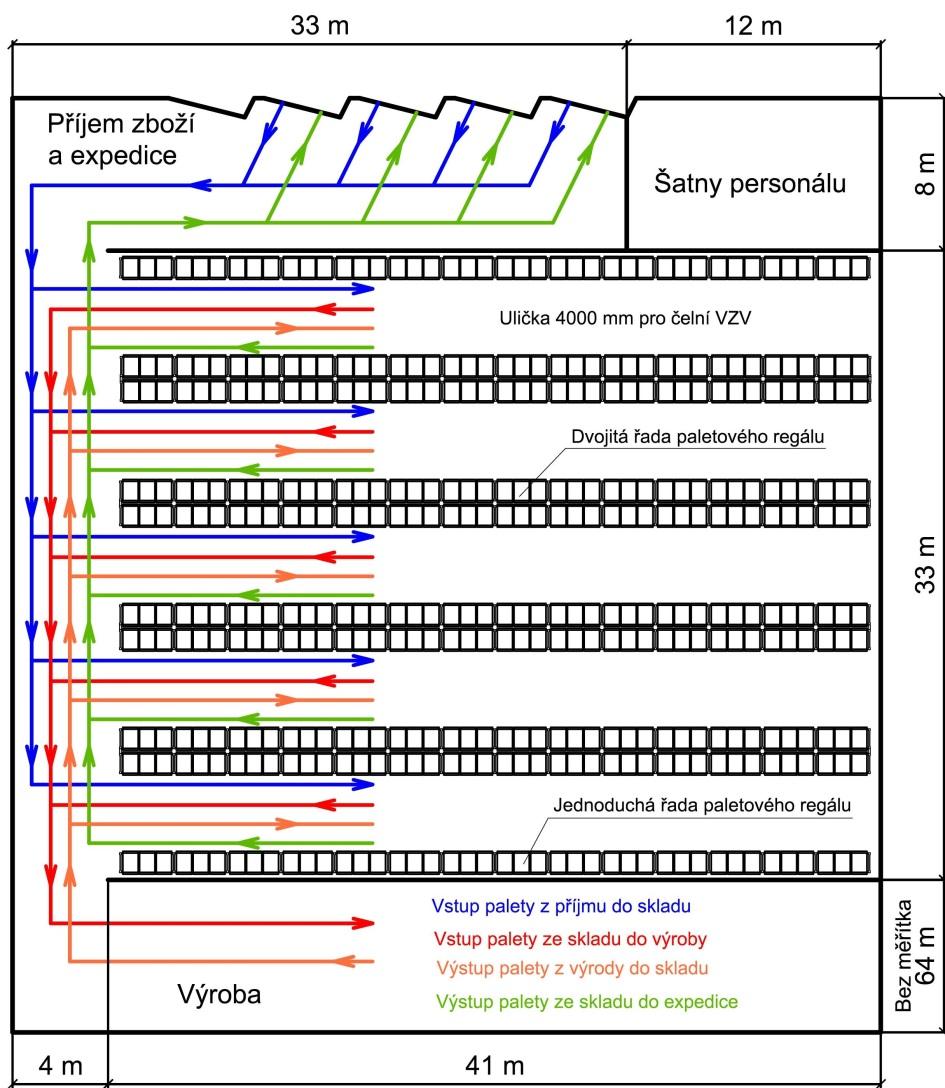 33 m
12 m
Příjem zboží
a expedice
Šatny personálu
8 m
Ulička 4000 mm pro čelní VZV
Dvojitá řada paletového regálu
33 m
Jednoduchá řada paletového regálu
Vstup palety z příjmu do skladu
Vstup palety ze skladu do výroby
Výstup palety z výrody do skladu
Výstup palety ze skladu do expedice
Výroba
Bez měřítka
64 m
4 m
41 m